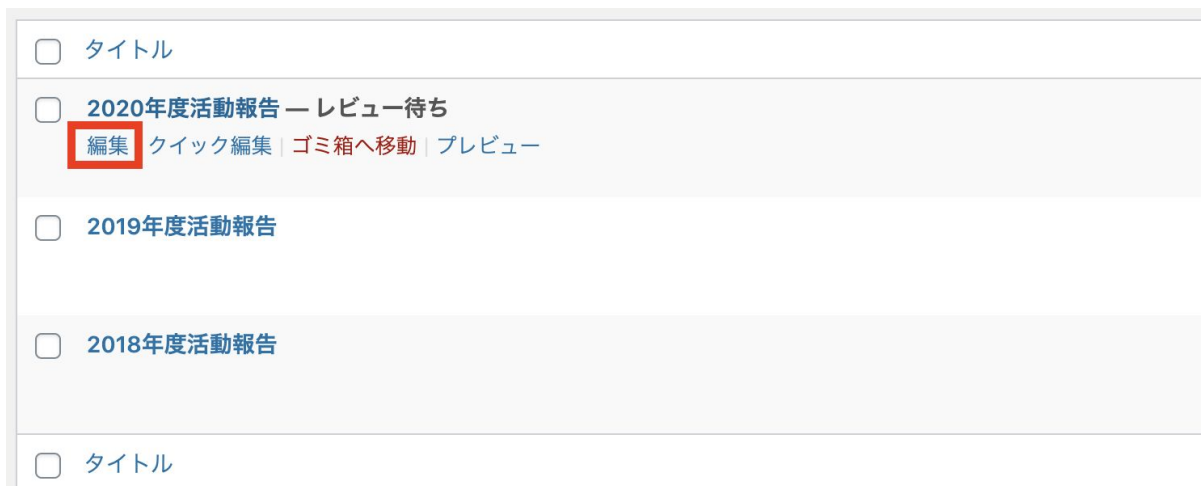 タイトル
2020年度活動報告 — レビュー待ち
編集 クイック編集 | ゴミ箱へ移動 | プレビュー
2019年度活動報告
2018年度活動報告
タイトル